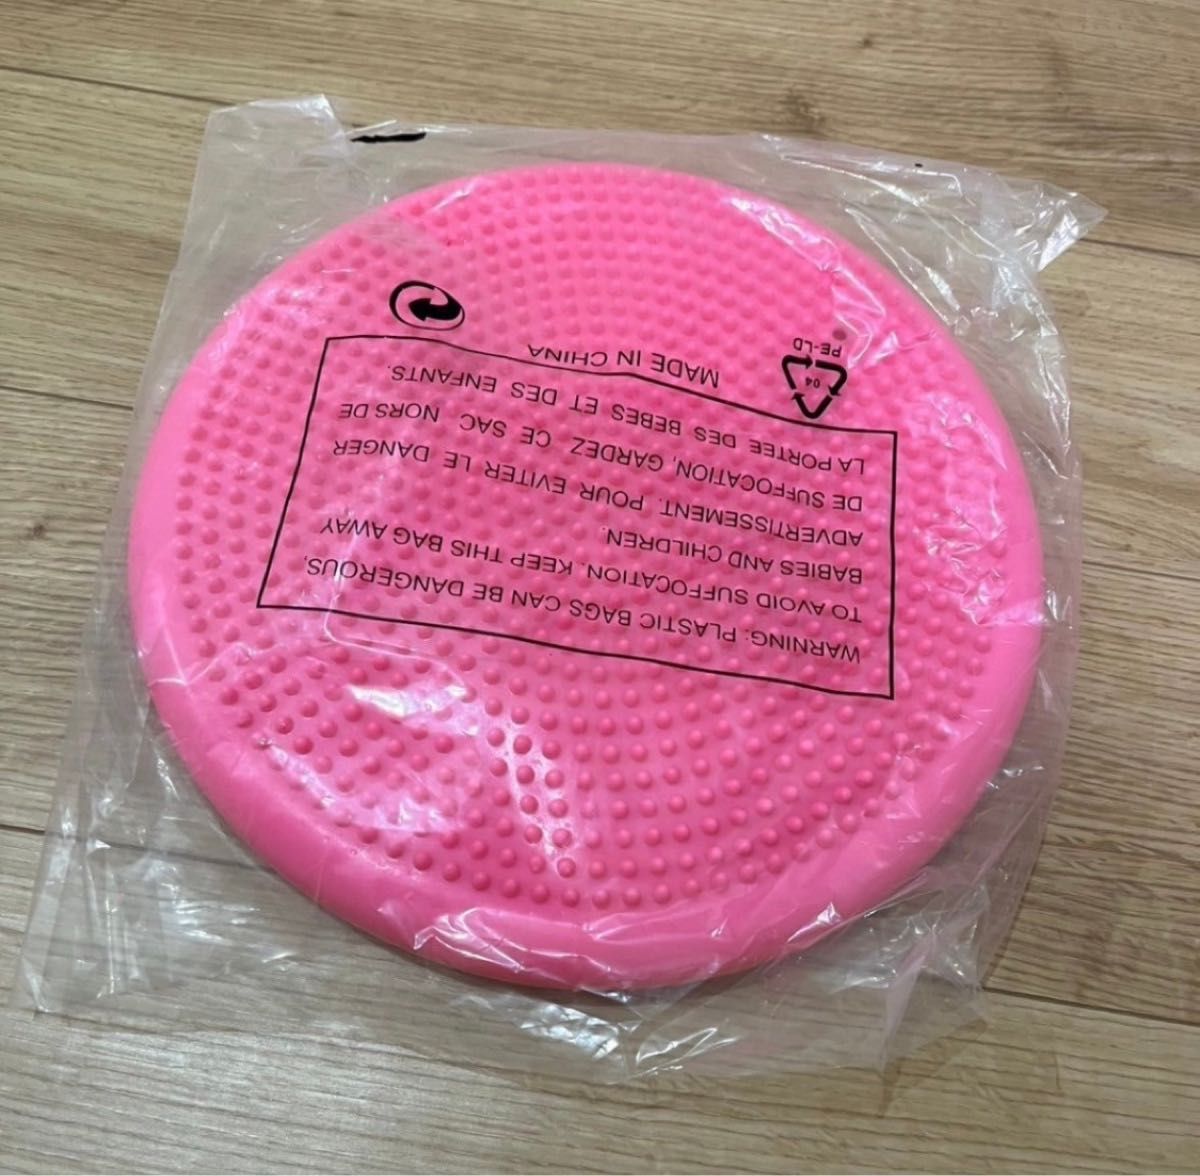 WARNING: PLASTIC BAGS CAN BE DANGEROUS,
TO AVOID SUFFOCATION. KEEP THIS BAG AWAY
BABIES AND CHILDREN.
ADVERTISSEMENT. POUR EVITER LE DANGER
DE SUFFOCATION, GARDEZ CE SAC NORS DE
LA PORTEE DES BEBES ET DES ENFANTS.
MADE IN CHINA
04
PE-LD